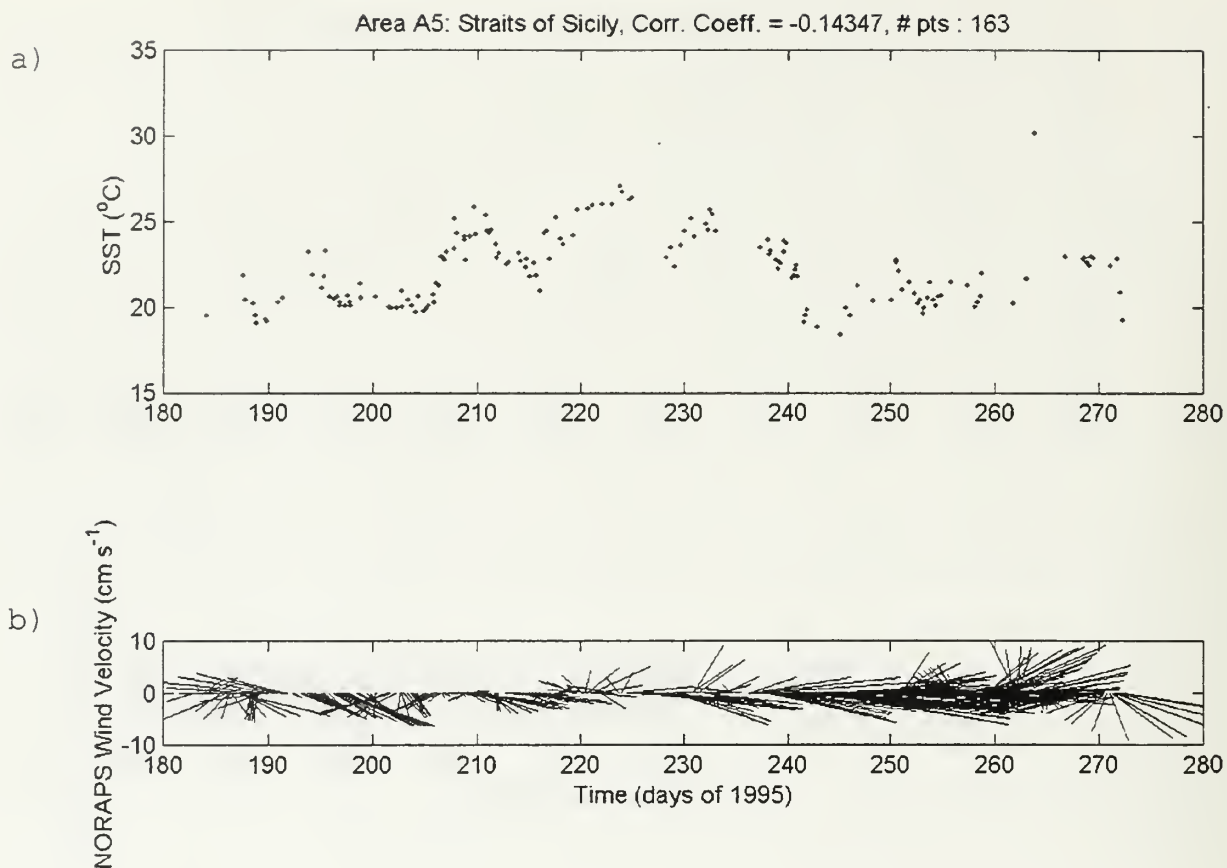 Area A5: Straits of Sicily, Corr. Coeff. = -0.14347, # pts : 163
a)
35
30
25
20
15
SST (°C)
180 190 200 210 220 230 240 250 260 270 280
b)
NORAPS Wind Velocity (cm s⁻¹)
10
0
-10
180 190 200 210 220 230 240 250 260 270 280
Time (days of 1995)